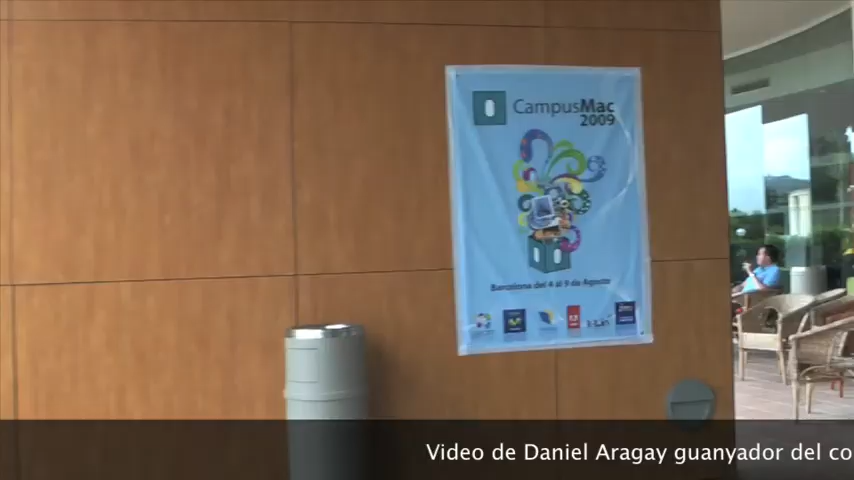 CampusMac
2009
Barcelona del 4 al 9 de Agosto
Video de Daniel Aragay guanyador del co